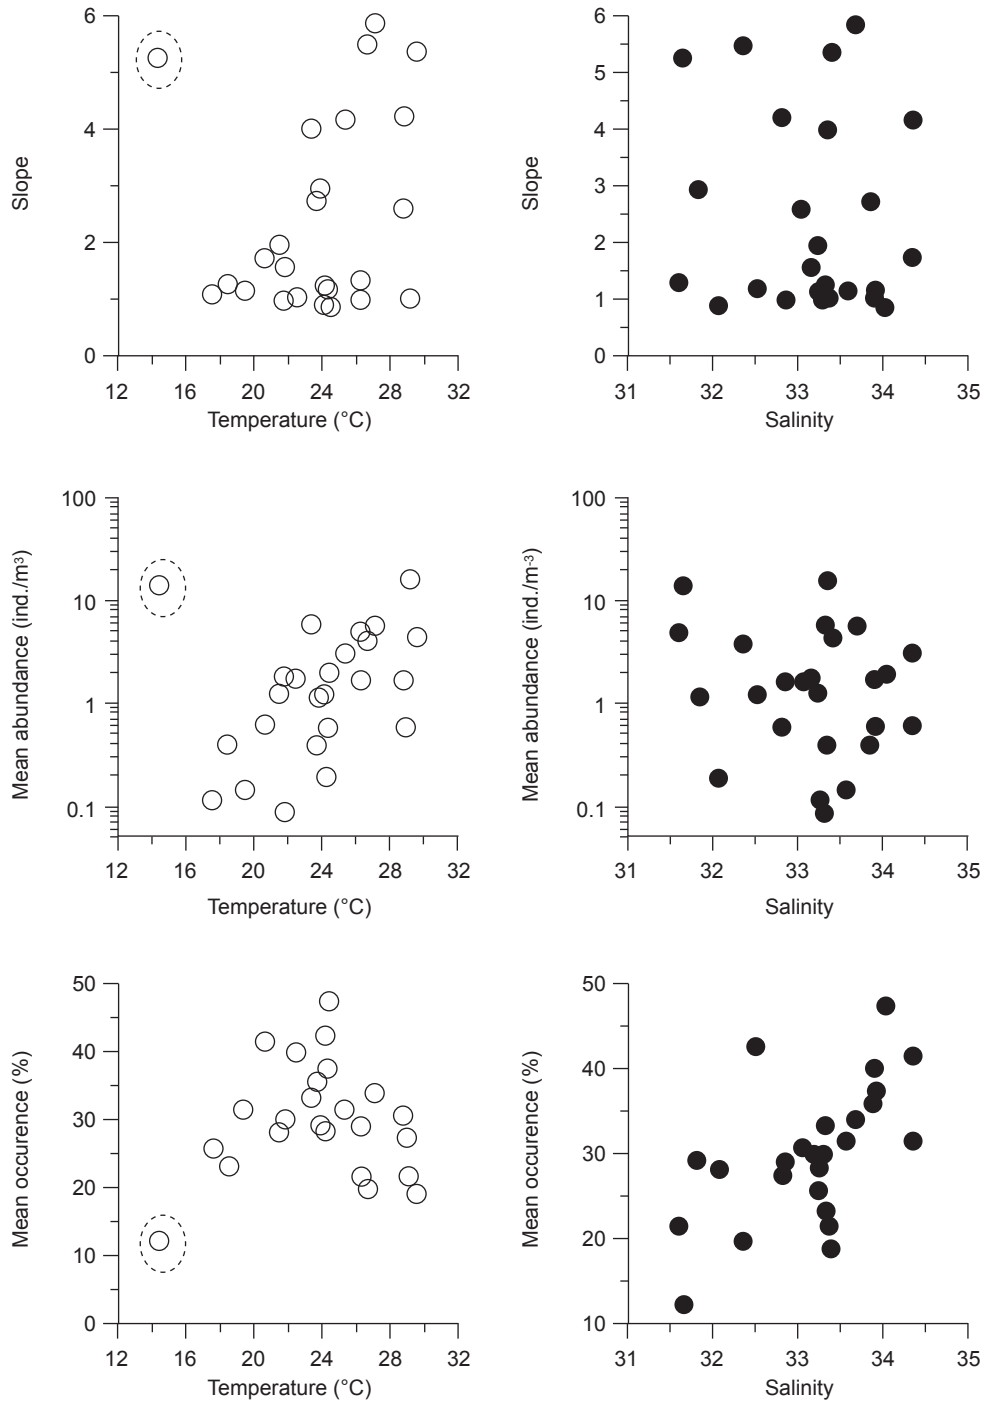 6
4
2
0
Slope
12 16 20 24 28 32
Temperature (°C)
6
5
4
3
2
1
0
Slope
31 32 33 34 35
Salinity
100
10
1
0.1
Mean abundance (ind./m³)
12 16 20 24 28 32
Temperature (°C)
100
10
1
0.1
Mean abundance (ind./m⁻³)
31 32 33 34 35
Salinity
50
40
30
20
10
0
Mean occurence (%)
12 16 20 24 28 32
Temperature (°C)
50
40
30
20
10
Mean occurence (%)
31 32 33 34 35
Salinity